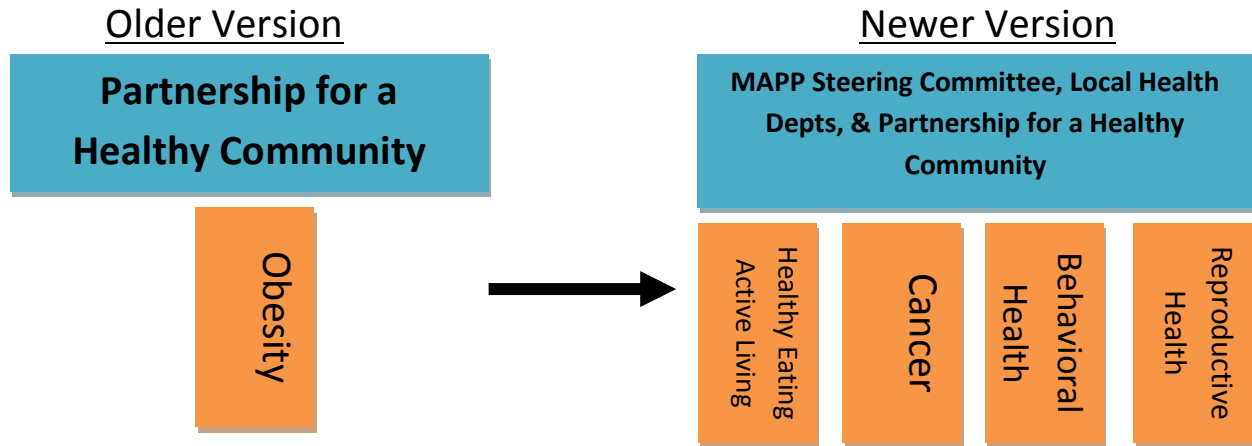 Older Version
Partnership for a
Healthy Community
Obesity
Newer Version
MAPP Steering Committee, Local Health
Depts, & Partnership for a Healthy
Community
Healthy Eating
Active Living
Cancer
Behavioral
Health
Reproductive
Health